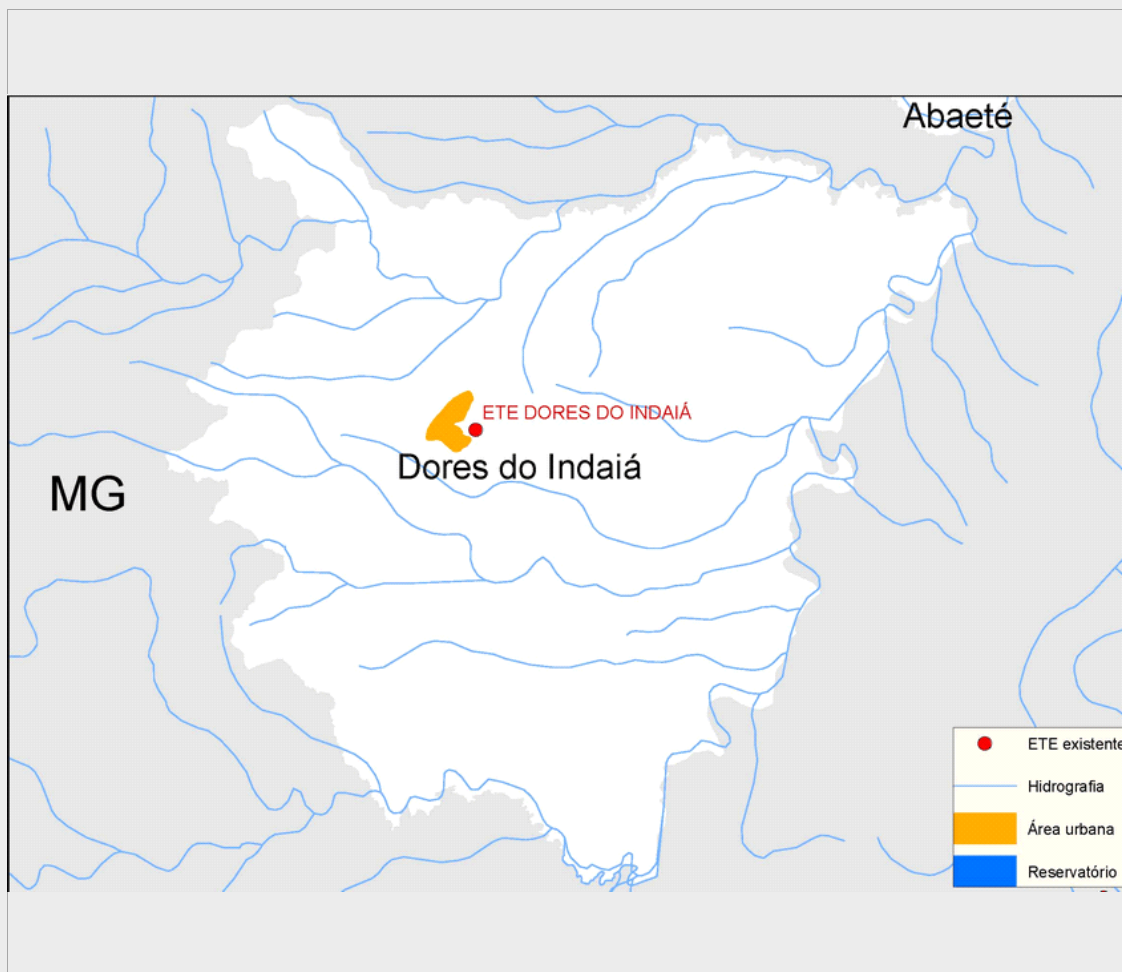 Abaeté
ETE DORES DO INDAIÁ
Dores do Indaiá
MG
ETE existente
Hidrografia
Área urbana
Reservatório